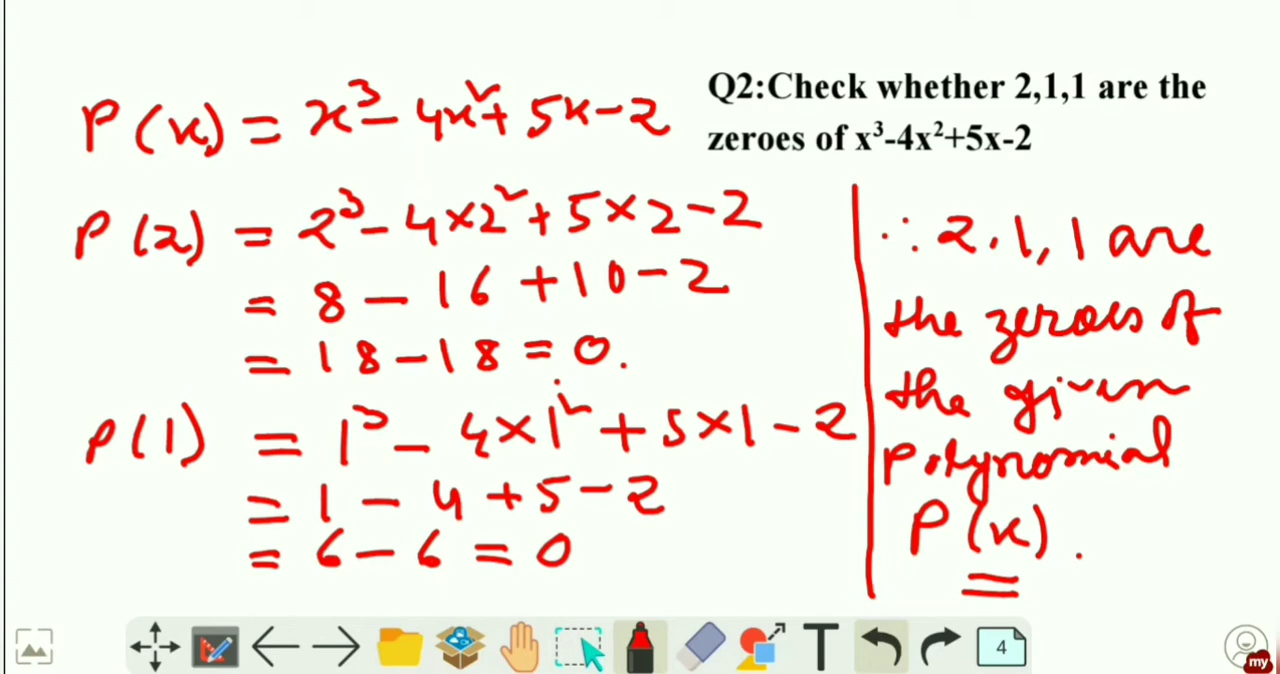 P(x) = x³ - 4x² + 5x - 2
Q2:Check whether 2,1,1 are the
zeroes of x³-4x²+5x-2
P(2) = 2³ - 4×2² + 5×2 - 2
= 8 - 16 + 10 - 2
= 18 - 18 = 0.
P(1) = 1³ - 4×1² + 5×1 - 2
= 1 - 4 + 5 - 2
= 6 - 6 = 0
∴ 2,1,1 are
the zeroes of
the given
polynomial
P(x).
T
4
my